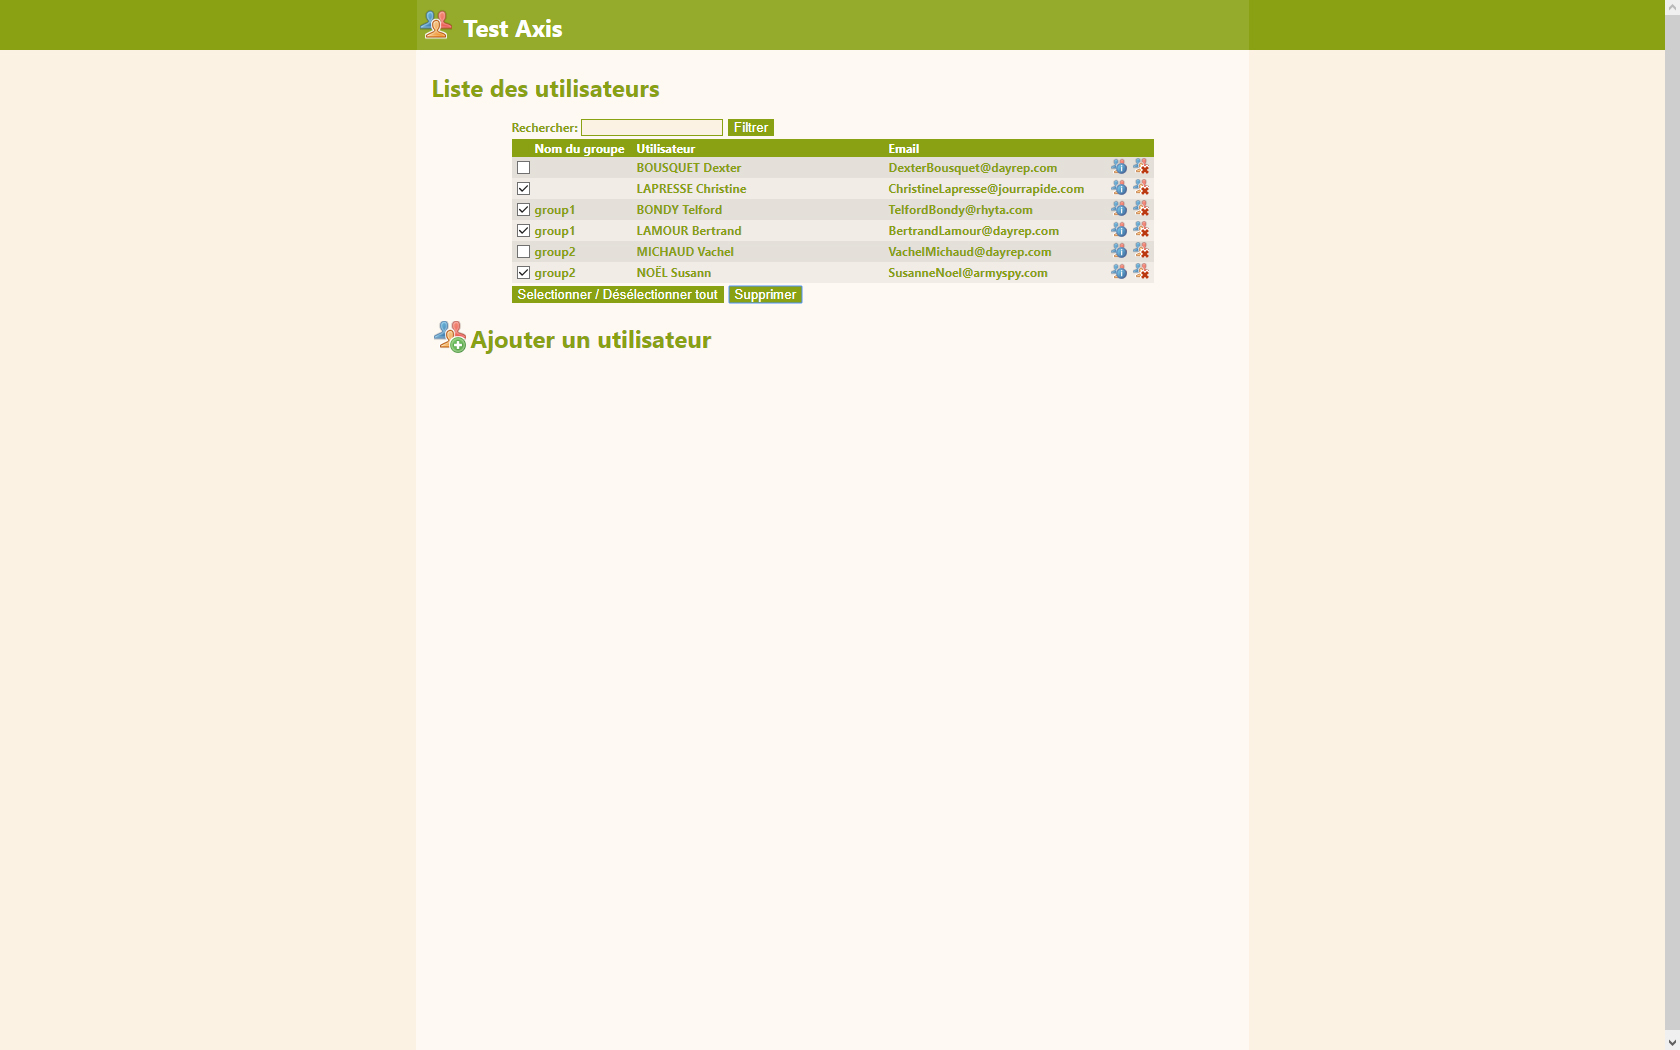 Test Axis
Liste des utilisateurs
Rechercher: Filtrer
Nom du groupe Utilisateur Email
BOUSQUET Dexter DexterBousquet@dayrep.com
LAPRESSE Christine ChristineLapresse@jourrapide.com
group1 BONDY Telford TelfordBondy@rhyta.com
group1 LAMOUR Bertrand BertrandLamour@dayrep.com
group2 MICHAUD Vachel VachelMichaud@dayrep.com
group2 NOËL Susann SusanneNoel@armyspy.com
Selectionner / Désélectionner tout Supprimer
Ajouter un utilisateur